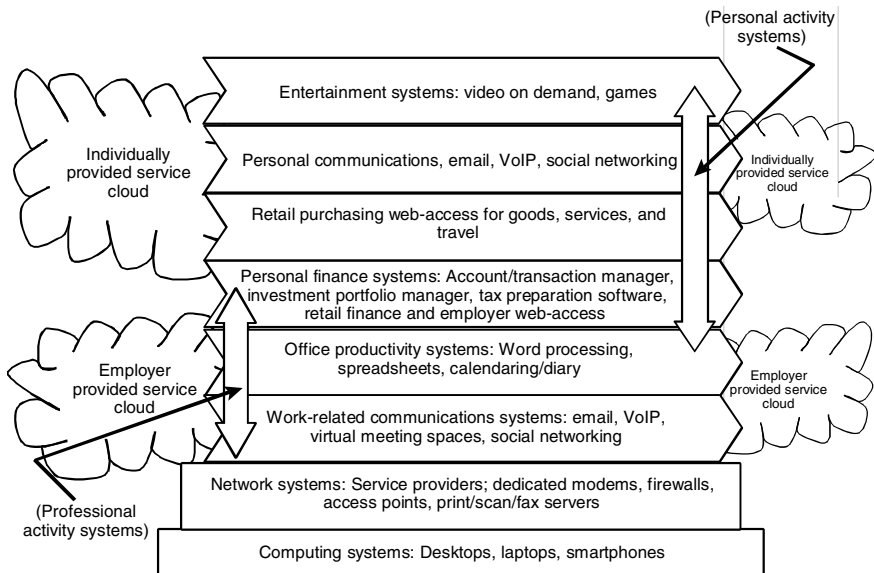 (Personal activity
systems)
Entertainment systems: video on demand, games
Individually
provided service
cloud
Personal communications, email, VoIP, social networking
Individually
provided service
cloud
Retail purchasing web-access for goods, services, and
travel
Personal finance systems: Account/transaction manager,
investment portfolio manager, tax preparation software,
retail finance and employer web-access
Employer
provided service
cloud
Office productivity systems: Word processing,
spreadsheets, calendaring/diary
Employer
provided service
cloud
Work-related communications systems: email, VoIP,
virtual meeting spaces, social networking
Network systems: Service providers; dedicated modems, firewalls,
access points, print/scan/fax servers
(Professional
activity systems)
Computing systems: Desktops, laptops, smartphones